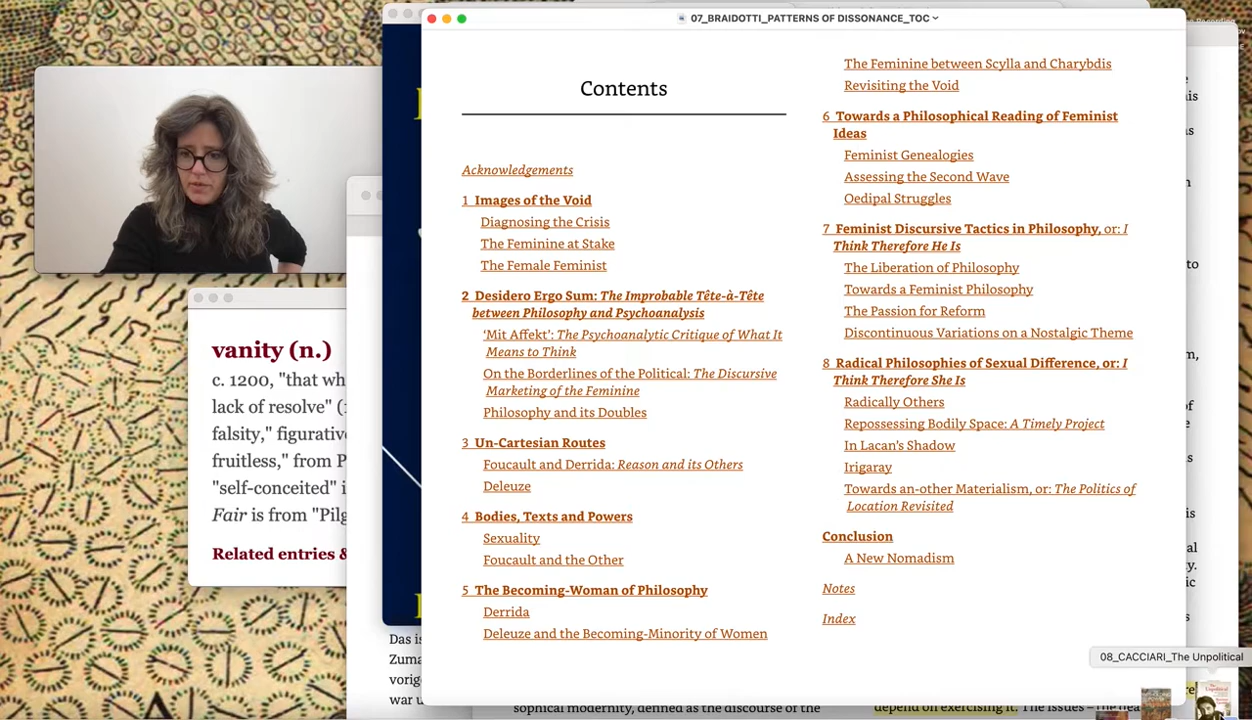 07_BRAIDOTTI_PATTERNS OF DISSONANCE_TOC
Contents
Acknowledgements
1 Images of the Void
Diagnosing the Crisis
The Feminine at Stake
The Female Feminist
2 Desidero Ergo Sum: The Improbable Tête-à-Tête
between Philosophy and Psychoanalysis
‘Mit Affekt’: The Psychoanalytic Critique of What It
Means to Think
On the Borderlines of the Political: The Discursive
Marketing of the Feminine
Philosophy and its Doubles
3 Un-Cartesian Routes
Foucault and Derrida: Reason and its Others
Deleuze
4 Bodies, Texts and Powers
Sexuality
Foucault and the Other
5 The Becoming-Woman of Philosophy
Derrida
Deleuze and the Becoming-Minority of Women
The Feminine between Scylla and Charybdis
Revisiting the Void
6 Towards a Philosophical Reading of Feminist
Ideas
Feminist Genealogies
Assessing the Second Wave
Oedipal Struggles
7 Feminist Discursive Tactics in Philosophy, or: I
Think Therefore He Is
The Liberation of Philosophy
Towards a Feminist Philosophy
The Passion for Reform
Discontinuous Variations on a Nostalgic Theme
8 Radical Philosophies of Sexual Difference, or: I
Think Therefore She Is
Radically Others
Repossessing Bodily Space: A Timely Project
In Lacan’s Shadow
Irigaray
Towards an-other Materialism, or: The Politics of
Location Revisited
Conclusion
A New Nomadism
Notes
Index
vanity (n.)
c. 1200, "that wh
lack of resolve" (
falsity," figurative
fruitless," from P
"self-conceited" i
Fair is from "Pilg
Related entries &
Das is
Zuma
vorig
war u
sophical modernity, defined as the discourse of the
depend on exercising it. The issues – the dea
08_CACCIARI_The Unpolitical